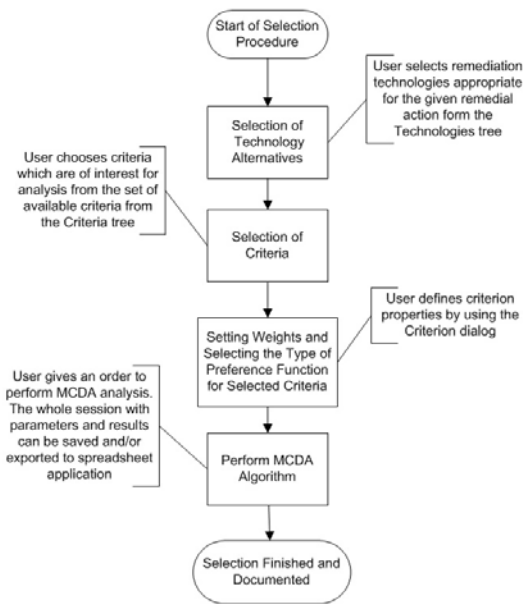 Start of Selection
Procedure
User selects remediation
technologies appropriate
for the given remedial
action form the
Technologies tree
Selection of
Technology
Alternatives
User chooses criteria
which are of interest for
analysis from the set of
available criteria from
the Criteria tree
Selection of
Criteria
User defines criterion
properties by using the
Criterion dialog
Setting Weights and
Selecting the Type of
Preference Function
for Selected Criteria
User gives an order to
perform MCDA analysis.
The whole session with
parameters and results
can be saved and/or
exported to spreadsheet
application
Perform MCDA
Algorithm
Selection Finished and
Documented